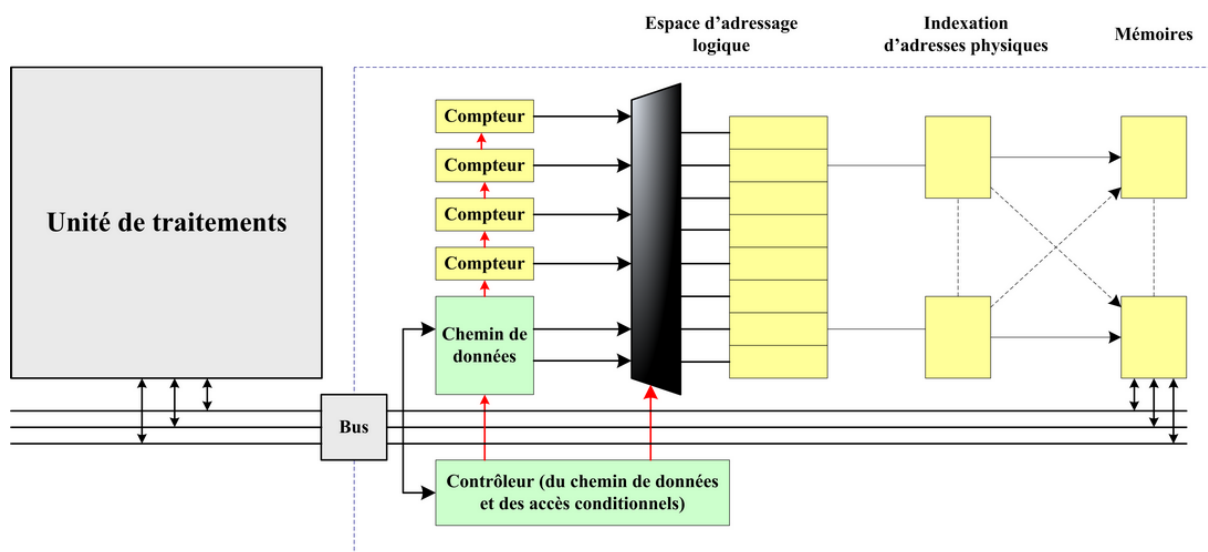 Espace d'adressage
logique
Indexation
d'adresses physiques
Mémoires
Unité de traitements
Compteur
Compteur
Compteur
Compteur
Chemin de
données
Bus
Contrôleur (du chemin de données
et des accès conditionnels)